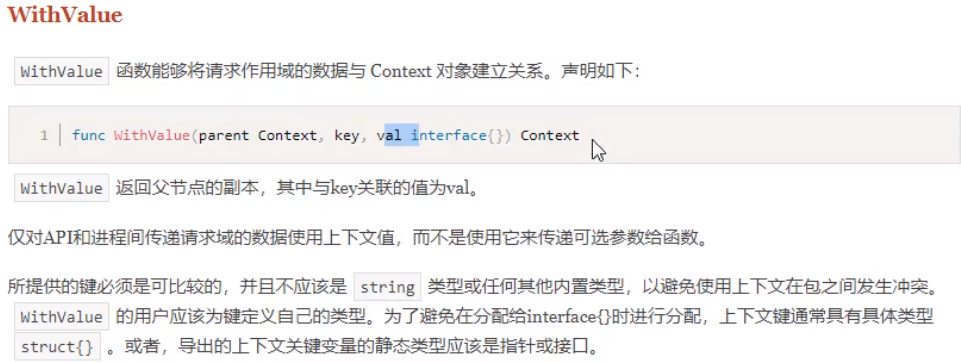 WithValue
WithValue 函数能够将请求作用域的数据与 Context 对象建立关系。声明如下：
1 func WithValue(parent Context, key, val interface{}) Context
WithValue 返回父节点的副本，其中与key关联的值为val。
仅对API和进程间传递请求域的数据使用上下文值，而不是使用它来传递可选参数给函数。
所提供的键必须是可比较的，并且不应该是 string 类型或任何其他内置类型，以避免使用上下文在包之间发生冲突。
WithValue 的用户应该为键定义自己的类型。为了避免在分配给interface{}时进行分配，上下文键通常具有具体类型
struct{} 。或者，导出的上下文关键变量的静态类型应该是指针或接口。